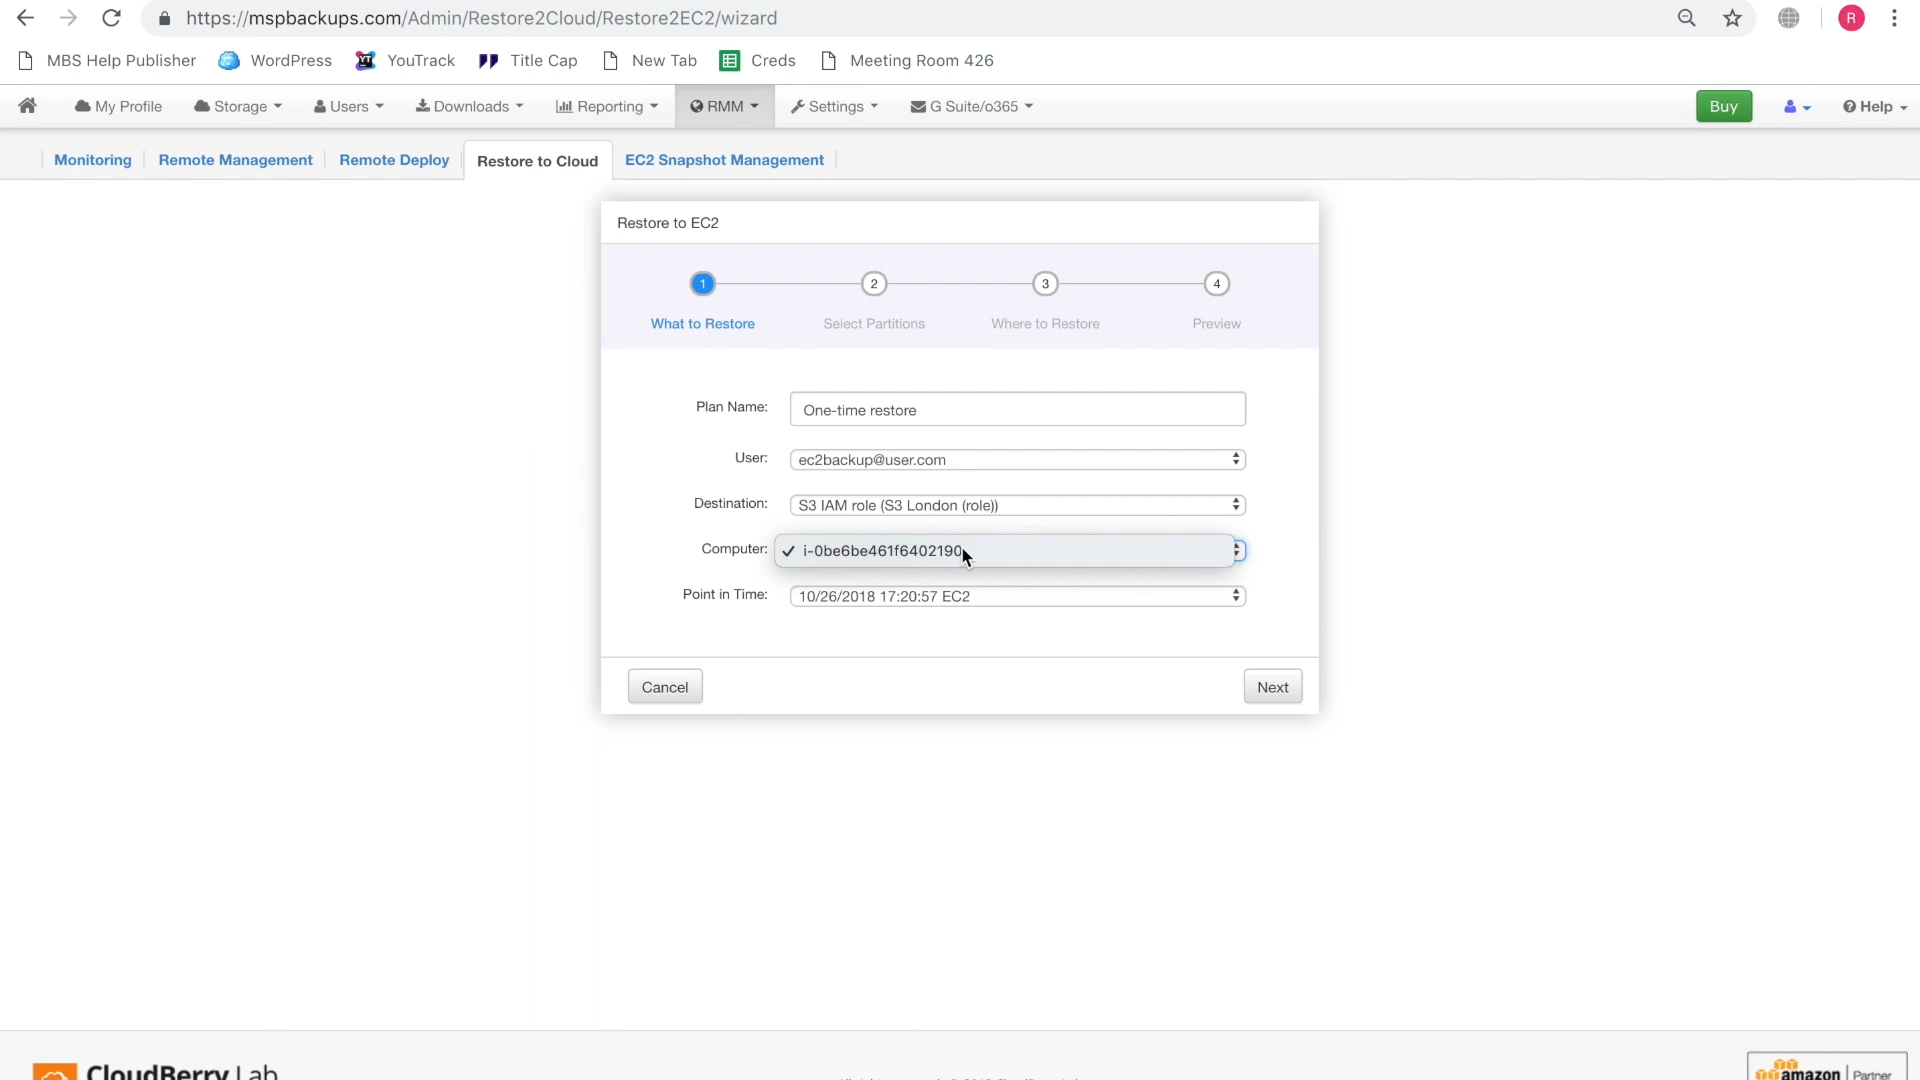 https://mspbackups.com/Admin/Restore2Cloud/Restore2EC2/wizard
R
MBS Help Publisher WordPress YouTrack Title Cap New Tab Creds Meeting Room 426
My Profile Storage Users Downloads Reporting RMM Settings G Suite/o365 Buy Help
Monitoring Remote Management Remote Deploy Restore to Cloud EC2 Snapshot Management
Restore to EC2
1 2 3 4
What to Restore Select Partitions Where to Restore Preview
Plan Name: One-time restore
User: ec2backup@user.com
Destination: S3 IAM role (S3 London (role))
Computer: i-0be6be461f6402190
Point in Time: 10/26/2018 17:20:57 EC2
Cancel Next
CloudBerry Lab
amazon Partner